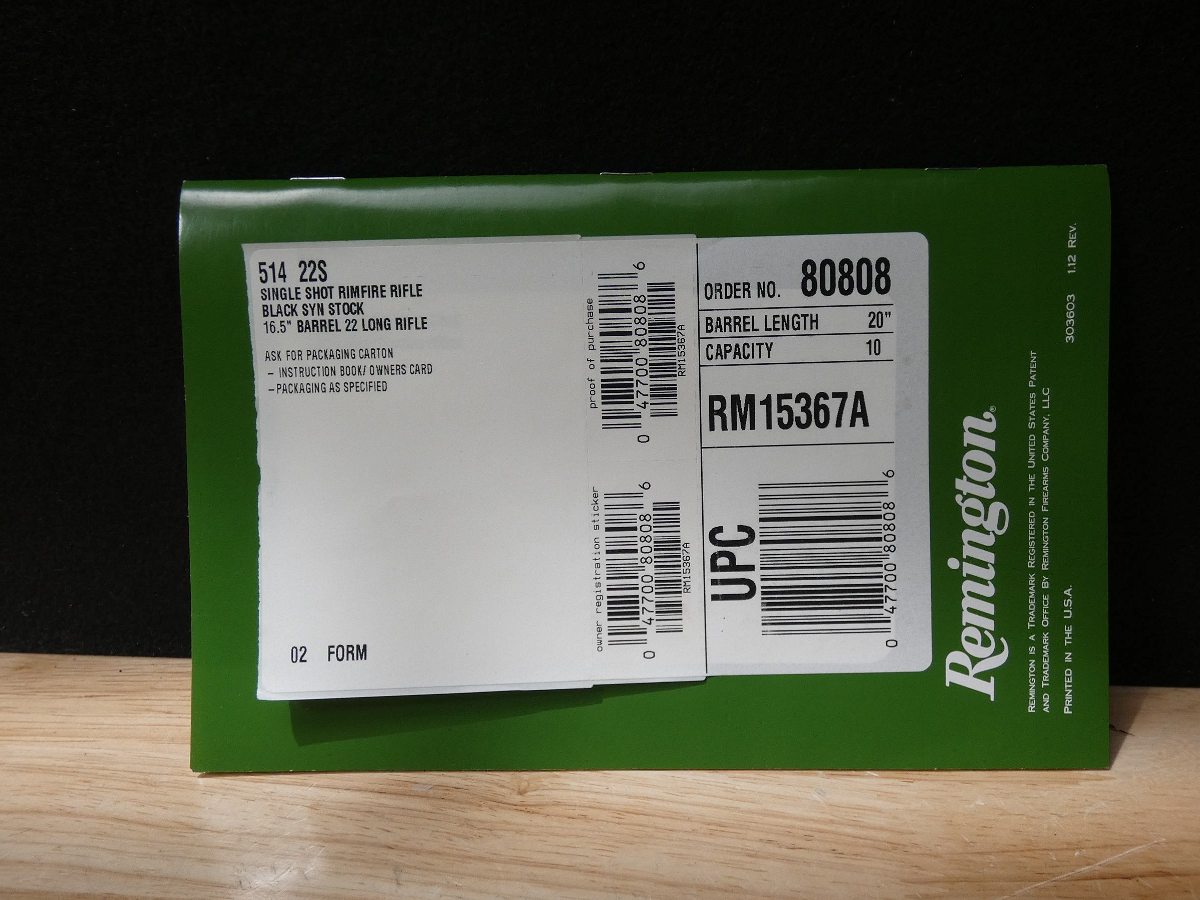 514 22S
SINGLE SHOT RIMFIRE RIFLE
BLACK SYN STOCK
16.5" BARREL 22 LONG RIFLE
ASK FOR PACKAGING CARTON
– INSTRUCTION BOOK/ OWNERS CARD
– PACKAGING AS SPECIFIED
02 FORM
proof of purchase
0 47700 80808 6
RM15367A
owner registration sticker
0 47700 80808 6
RM15367A
ORDER NO. 80808
BARREL LENGTH 20"
CAPACITY 10
RM15367A
UPC
0 47700 80808 6
Remington®
REMINGTON IS A TRADEMARK REGISTERED IN THE UNITED STATES PATENT
AND TRADEMARK OFFICE BY REMINGTON FIREARMS COMPANY, LLC
PRINTED IN THE U.S.A.
303603 1.12 REV.